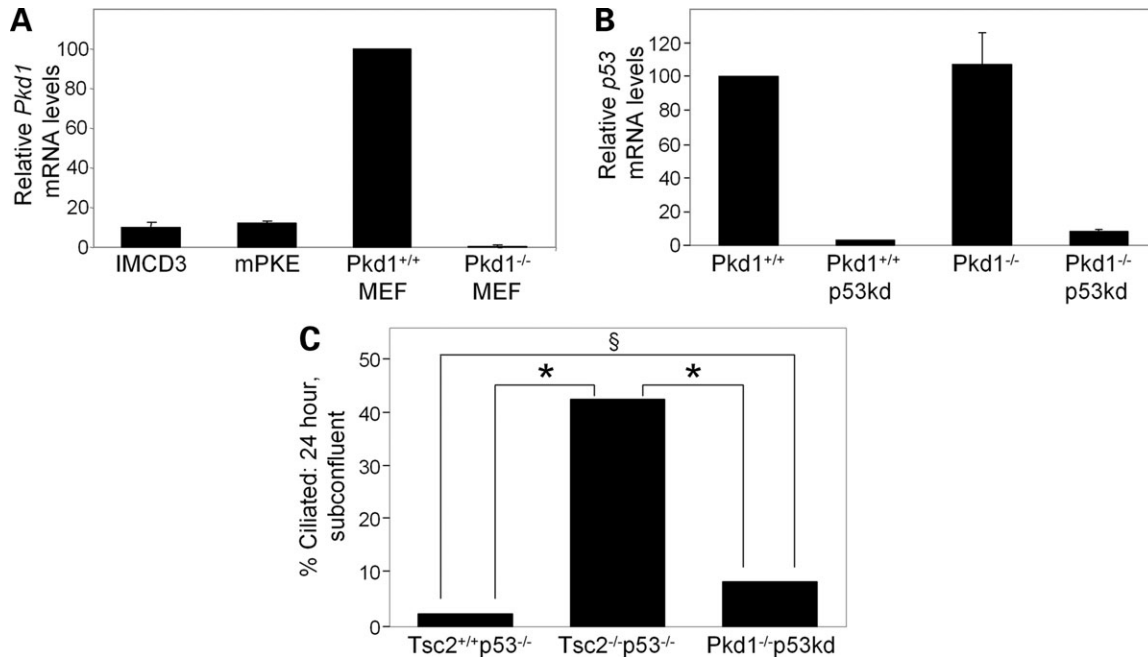 A
Relative Pkd1
mRNA levels
100
80
60
40
20
0
IMCD3
mPKE
Pkd1+/+
MEF
Pkd1-/-
MEF
B
Relative p53
mRNA levels
120
100
80
60
40
20
0
Pkd1+/+
Pkd1+/+
p53kd
Pkd1-/-
Pkd1-/-
p53kd
C
% Ciliated: 24 hour,
subconfluent
50
40
30
20
10
0
§
*
*
Tsc2+/+p53-/-
Tsc2-/-p53-/-
Pkd1-/-p53kd